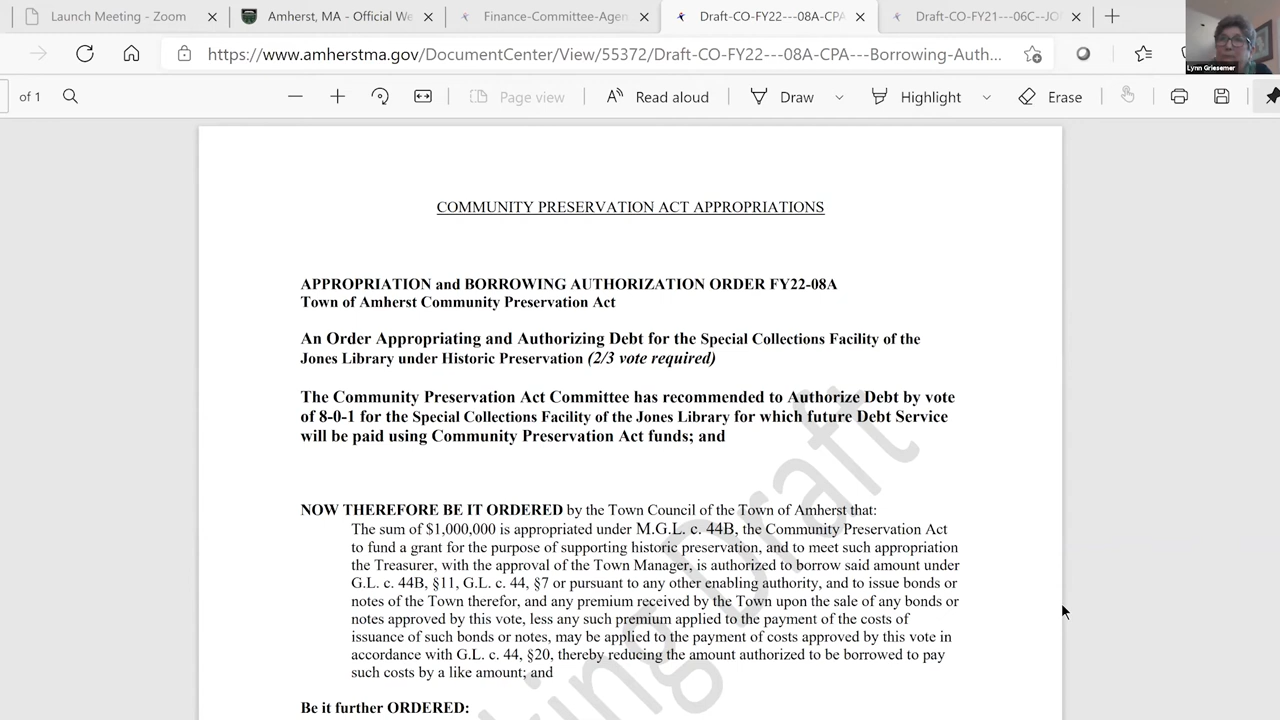 Launch Meeting - Zoom
Amherst, MA - Official We
Finance-Committee-Agen
Draft-CO-FY22---08A-CPA
Draft-CO-FY21---06C--JO
https://www.amherstma.gov/DocumentCenter/View/55372/Draft-CO-FY22---08A-CPA---Borrowing-Auth...
Lynn Griesemer
of 1
Page view
Read aloud
Draw
Highlight
Erase
COMMUNITY PRESERVATION ACT APPROPRIATIONS
APPROPRIATION and BORROWING AUTHORIZATION ORDER FY22-08A
Town of Amherst Community Preservation Act
An Order Appropriating and Authorizing Debt for the Special Collections Facility of the
Jones Library under Historic Preservation (2/3 vote required)
The Community Preservation Act Committee has recommended to Authorize Debt by vote
of 8-0-1 for the Special Collections Facility of the Jones Library for which future Debt Service
will be paid using Community Preservation Act funds; and
NOW THEREFORE BE IT ORDERED by the Town Council of the Town of Amherst that:
The sum of $1,000,000 is appropriated under M.G.L. c. 44B, the Community Preservation Act
to fund a grant for the purpose of supporting historic preservation, and to meet such appropriation
the Treasurer, with the approval of the Town Manager, is authorized to borrow said amount under
G.L. c. 44B, §11, G.L. c. 44, §7 or pursuant to any other enabling authority, and to issue bonds or
notes of the Town therefor, and any premium received by the Town upon the sale of any bonds or
notes approved by this vote, less any such premium applied to the payment of the costs of
issuance of such bonds or notes, may be applied to the payment of costs approved by this vote in
accordance with G.L. c. 44, §20, thereby reducing the amount authorized to be borrowed to pay
such costs by a like amount; and
Be it further ORDERED:
king Draft